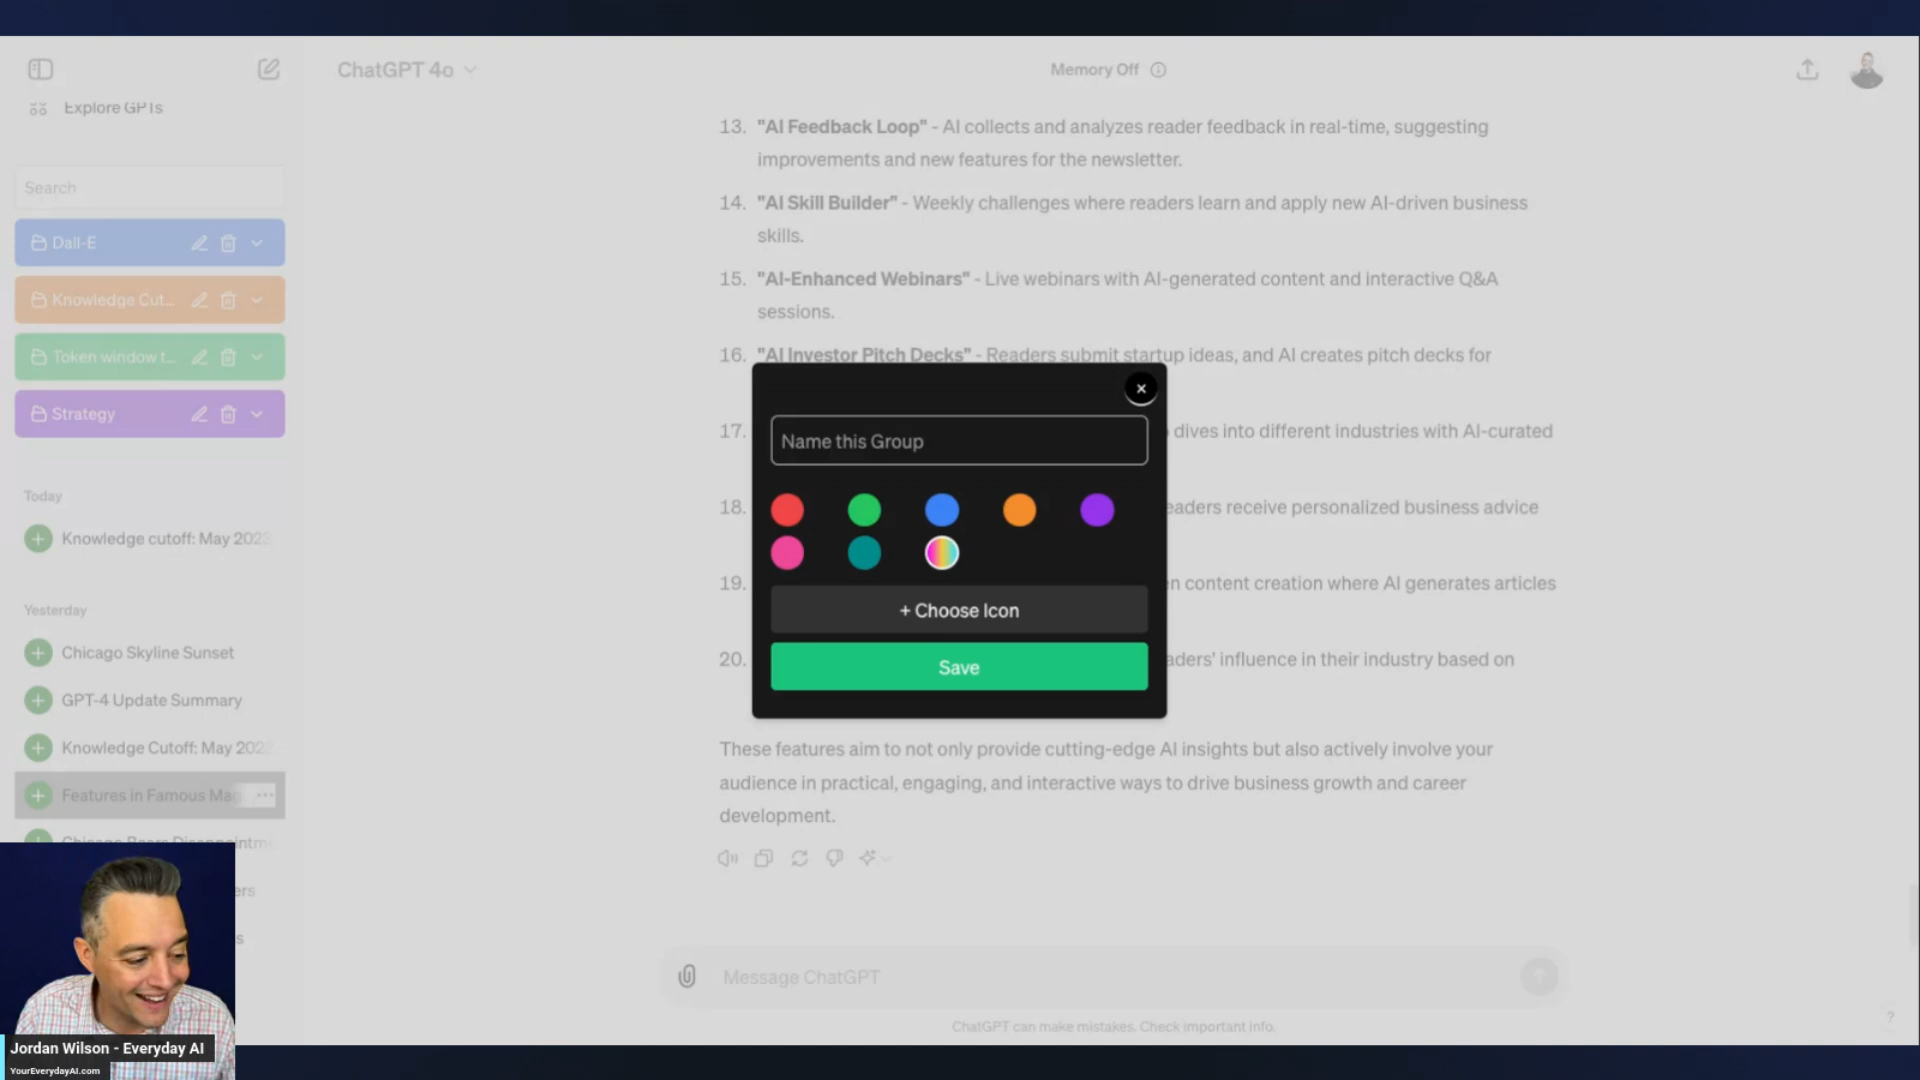 ChatGPT 4o
Memory Off
Explore GPTs
Search
Dall-E
Knowledge Cut...
Token window t...
Strategy
Today
Knowledge cutoff: May 2023
Yesterday
Chicago Skyline Sunset
GPT-4 Update Summary
Knowledge Cutoff: May 202
Features in Famous Mag
Chicago Bears Disappointm
ers
s
13. "AI Feedback Loop" - AI collects and analyzes reader feedback in real-time, suggesting
improvements and new features for the newsletter.
14. "AI Skill Builder" - Weekly challenges where readers learn and apply new AI-driven business
skills.
15. "AI-Enhanced Webinars" - Live webinars with AI-generated content and interactive Q&A
sessions.
16. "AI Investor Pitch Decks" - Readers submit startup ideas, and AI creates pitch decks for
17. dives into different industries with AI-curated
18. eaders receive personalized business advice
19. n content creation where AI generates articles
20. aders' influence in their industry based on
Name this Group
+ Choose Icon
Save
These features aim to not only provide cutting-edge AI insights but also actively involve your
audience in practical, engaging, and interactive ways to drive business growth and career
development.
Message ChatGPT
ChatGPT can make mistakes. Check important info.
?
Jordan Wilson - Everyday AI
YourEverydayAI.com